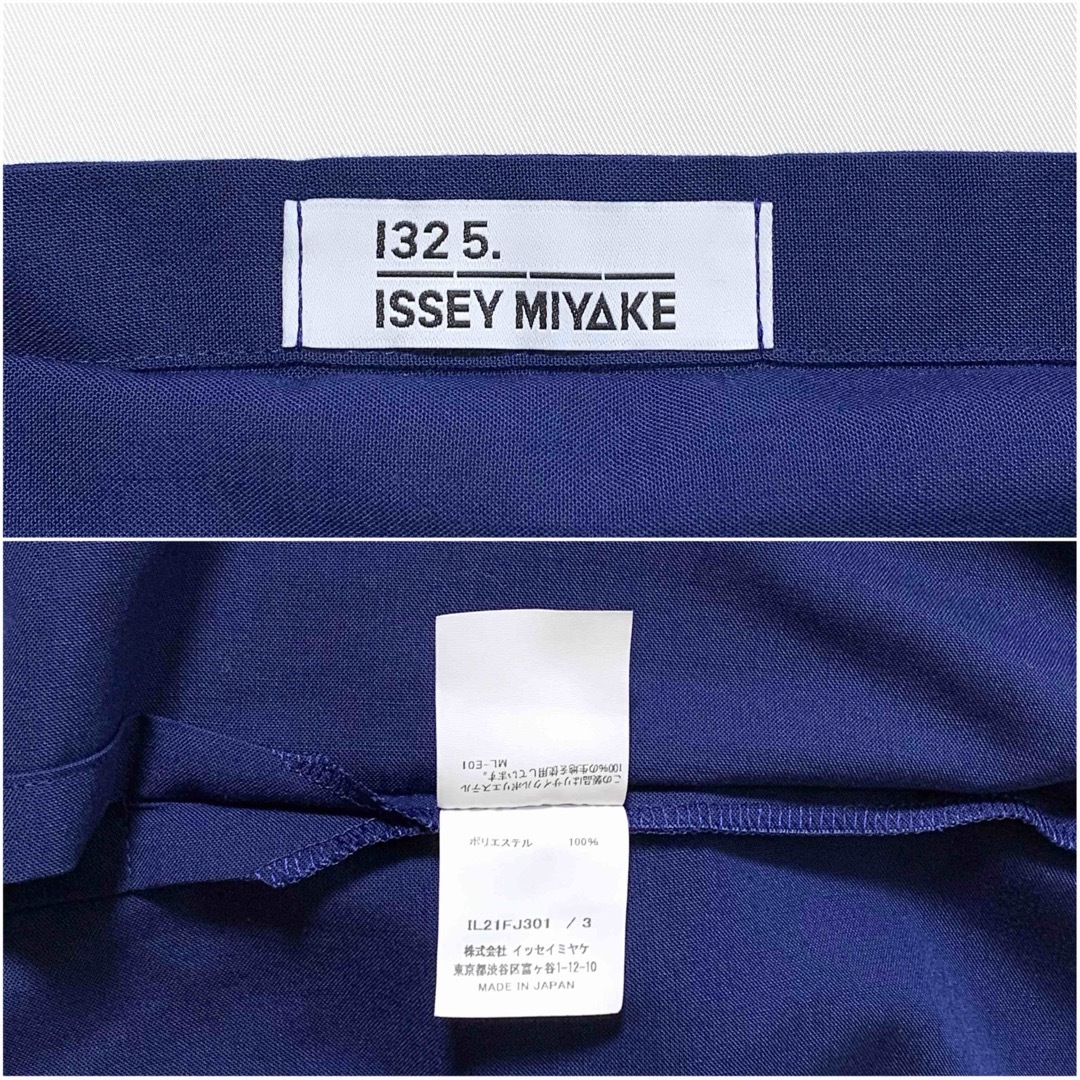 132 5.
ISSEY MIYAKE
この製品はリサイクルポリエステル
100%の生地を使用しています。
ML-E01
ポリエステル 100%
IL21FJ301 / 3
株式会社 イッセイミヤケ
東京都渋谷区富ヶ谷1-12-10
MADE IN JAPAN